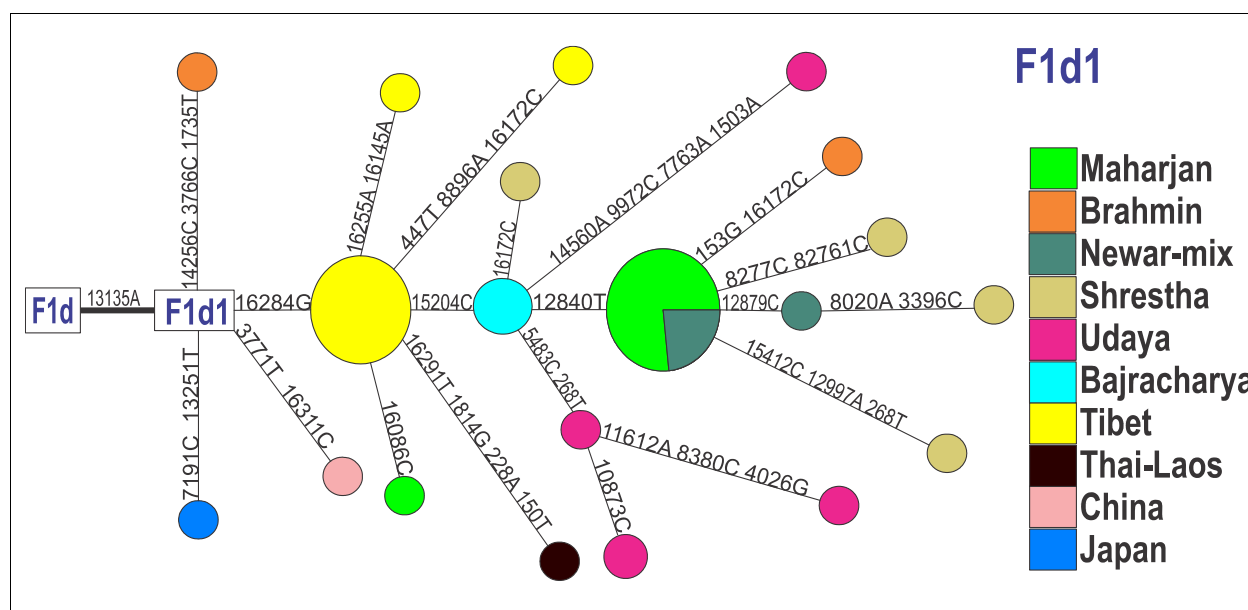 F1d1
F1d
13135A
F1d1
14256C 3766C 1735T
7191C 13251T
3771T 16311C
16284G
16255A 16145A
447T 8896A 16172C
16086C
16291T 1814G 228A 150T
15204C
16172C
14560A 9972C 7763A 1503A
5483C 268T
11612A 8380C 4026G
10873C
12840T
153G 16172C
8277C 82761C
12879C
8020A 3396C
15412C 12997A 268T
Maharjan
Brahmin
Newar-mix
Shrestha
Udaya
Bajracharya
Tibet
Thai-Laos
China
Japan